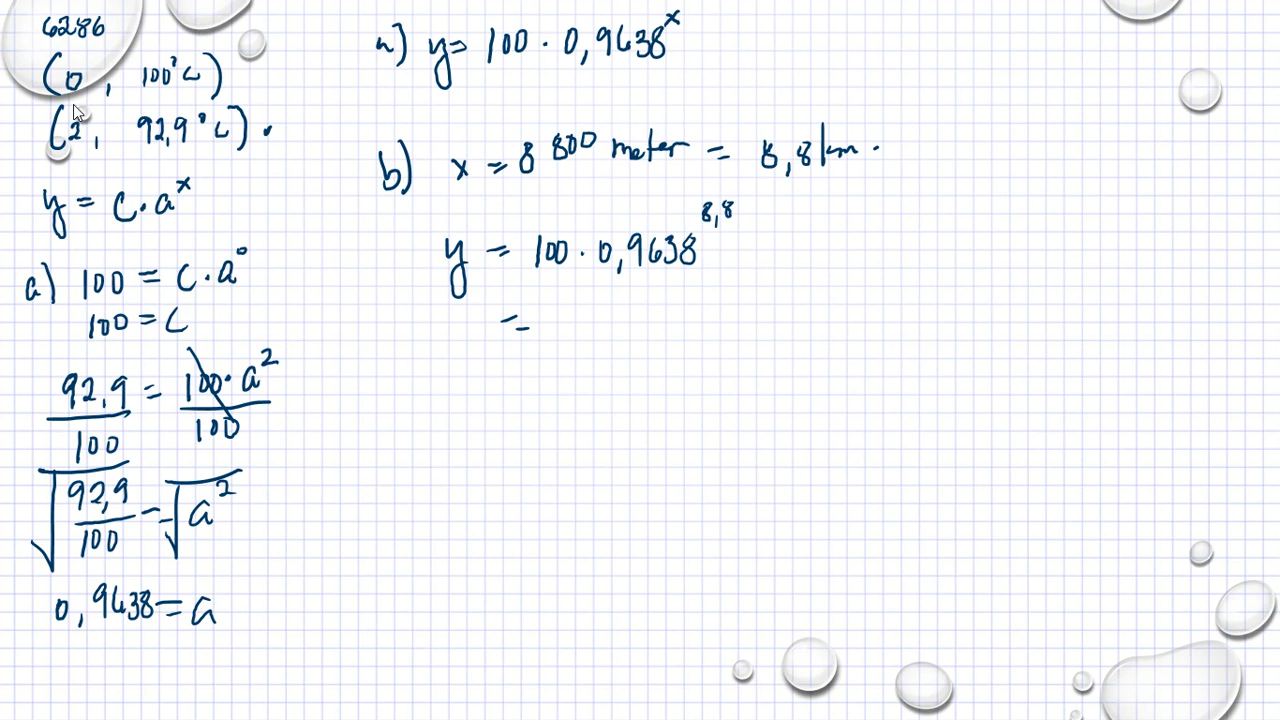 6286
(0, 100°C)
(2, 92,9°C).
y = C·a^x
a) 100 = C·a^0
100 = C
92,9/100 = 100·a^2/100
√(92,9/100) = √(a^2)
0,9638 = a
a) y = 100 · 0,9638^x
b) x = 8 800 meter = 8,8 km.
y = 100 · 0,9638^8,8
=